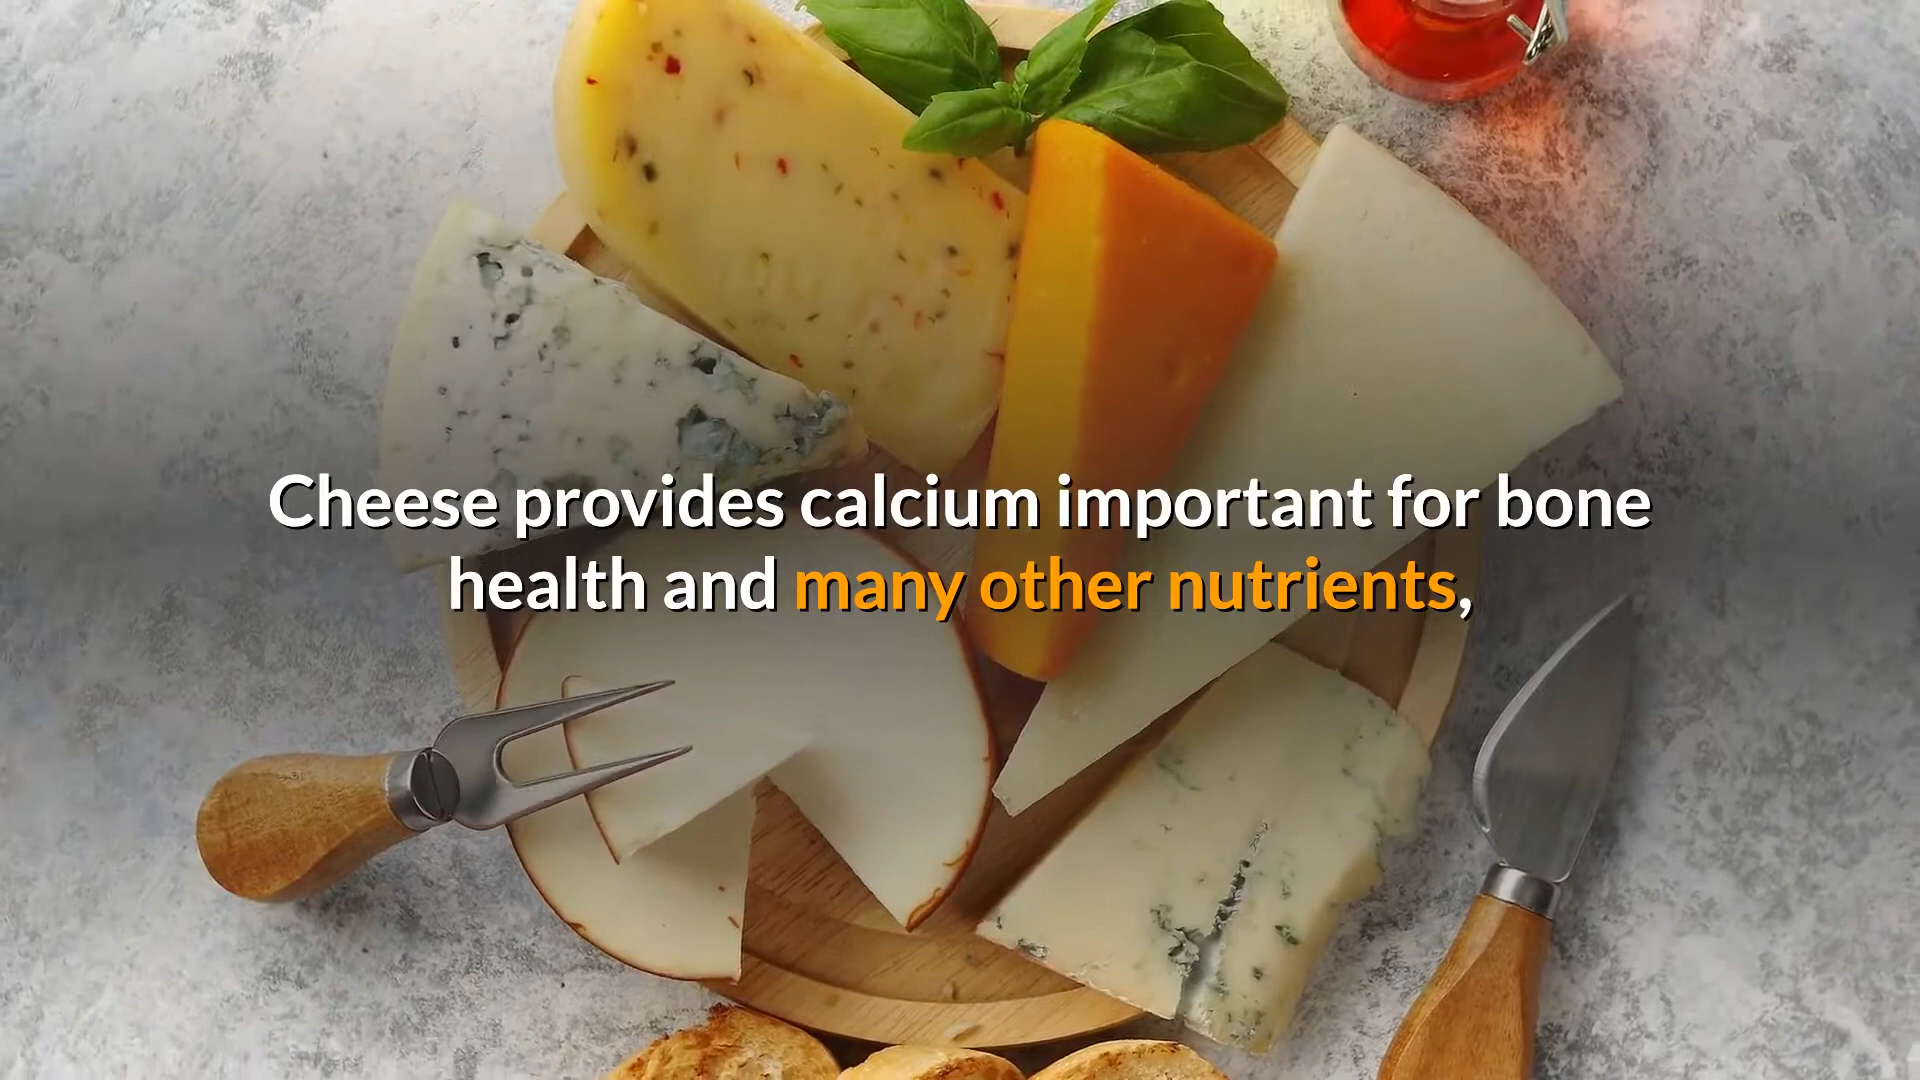 Cheese provides calcium important for bone
health and many other nutrients,